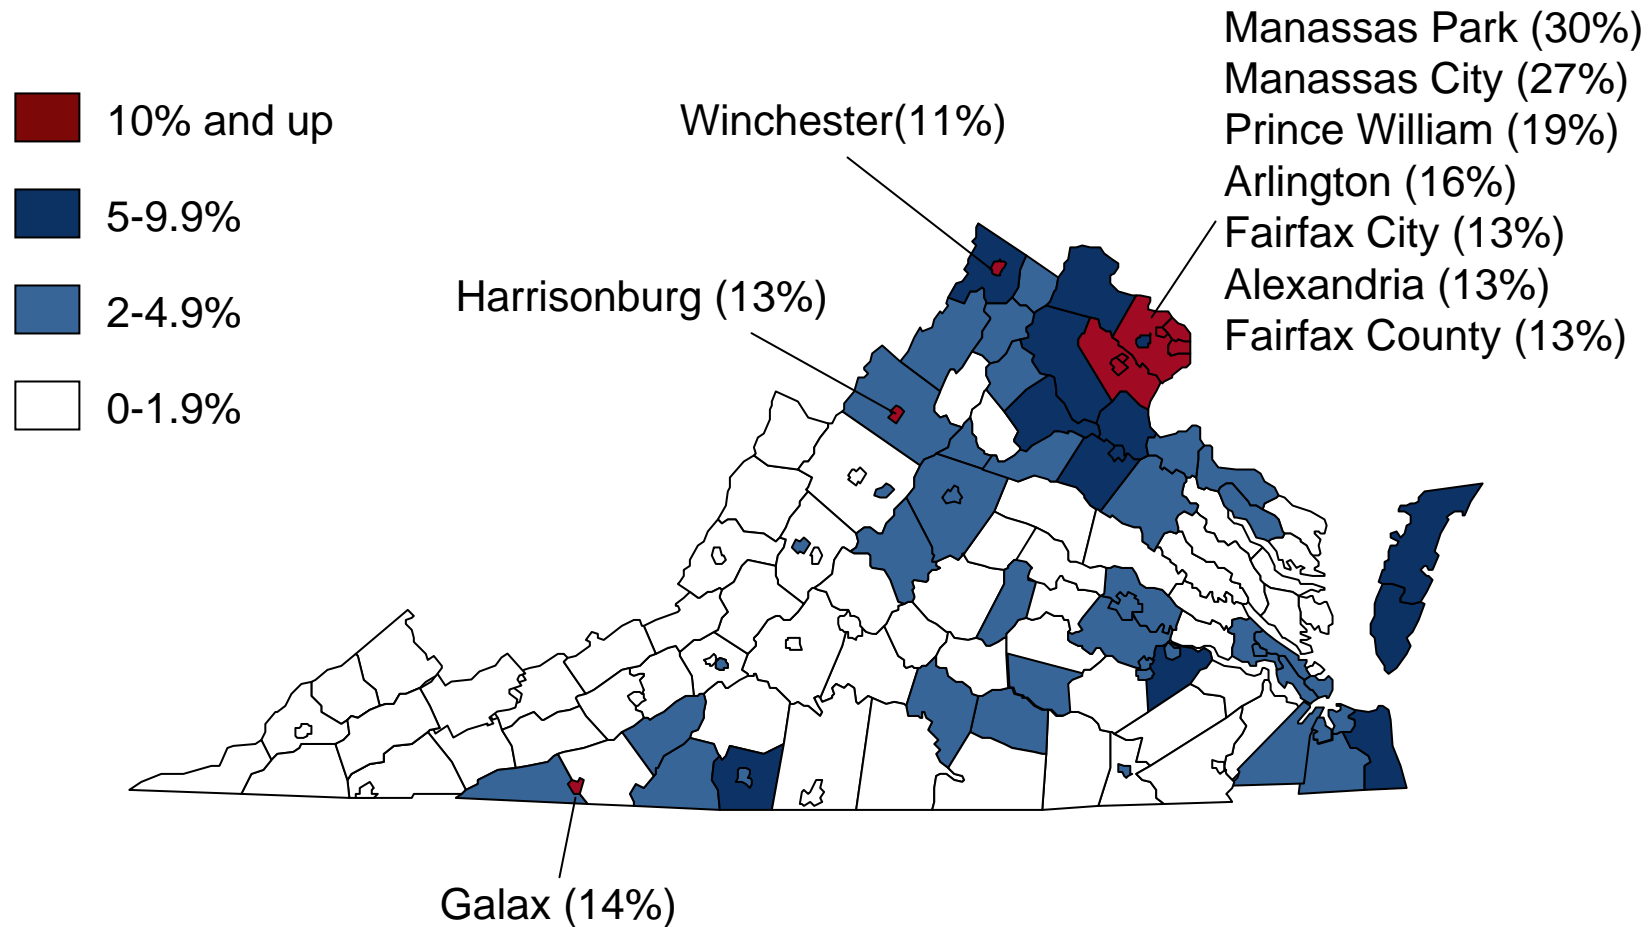 10% and up
5-9.9%
2-4.9%
0-1.9%
Winchester(11%)
Harrisonburg (13%)
Manassas Park (30%)
Manassas City (27%)
Prince William (19%)
Arlington (16%)
Fairfax City (13%)
Alexandria (13%)
Fairfax County (13%)
Galax (14%)